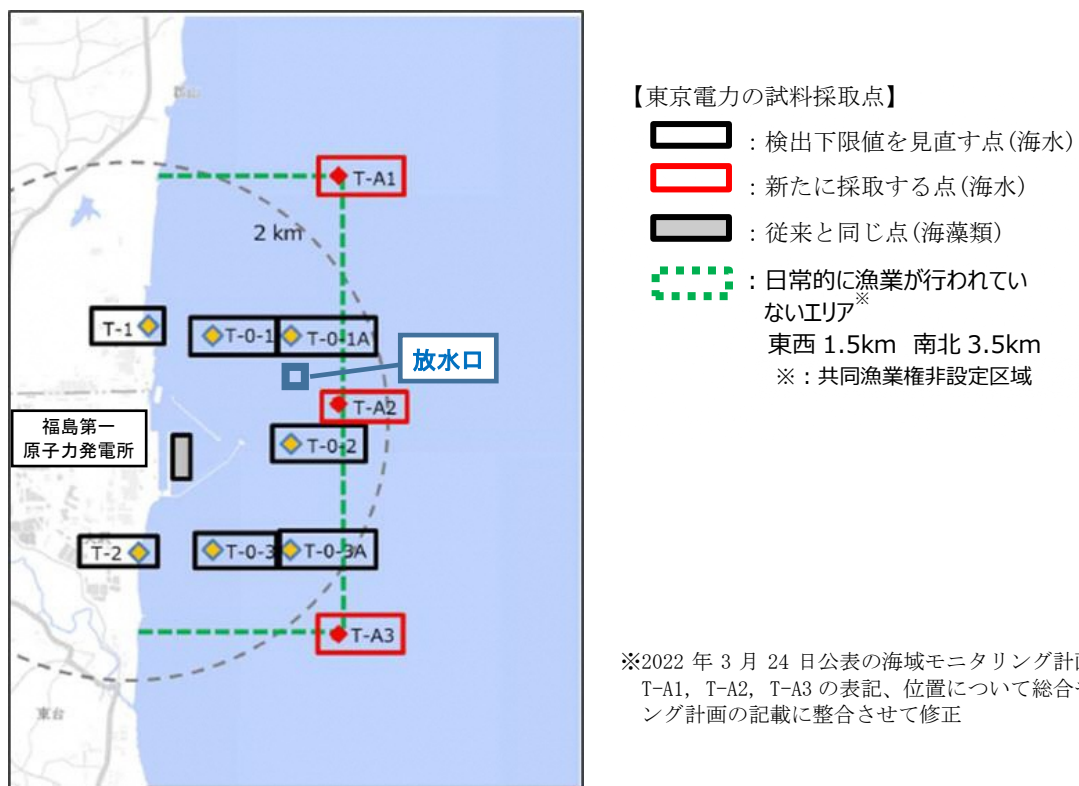 T-A1
2 km
T-1
T-0-1
T-0-1A
放水口
T-A2
福島第一
原子力発電所
T-0-2
T-2
T-0-3
T-0-3A
T-A3
東台
【東京電力の試料採取点】
：検出下限値を見直す点(海水)
：新たに採取する点(海水)
：従来と同じ点(海藻類)
：日常的に漁業が行われてい
ないエリア※
東西 1.5km 南北 3.5km
※：共同漁業権非設定区域
※2022 年 3 月 24 日公表の海域モニタリング計
T-A1, T-A2, T-A3 の表記、位置について総合
ング計画の記載に整合させて修正